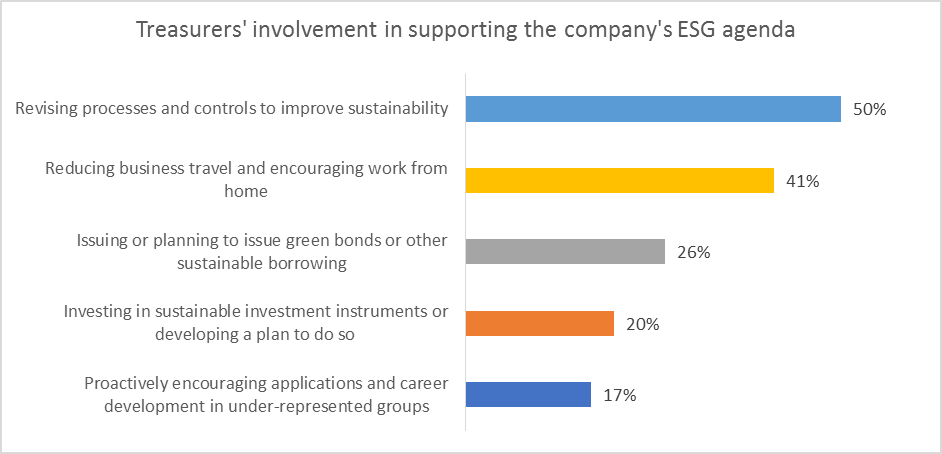 Treasurers' involvement in supporting the company's ESG agenda
Revising processes and controls to improve sustainability
50%
Reducing business travel and encouraging work from
home
41%
Issuing or planning to issue green bonds or other
sustainable borrowing
26%
Investing in sustainable investment instruments or
developing a plan to do so
20%
Proactively encouraging applications and career
development in under-represented groups
17%